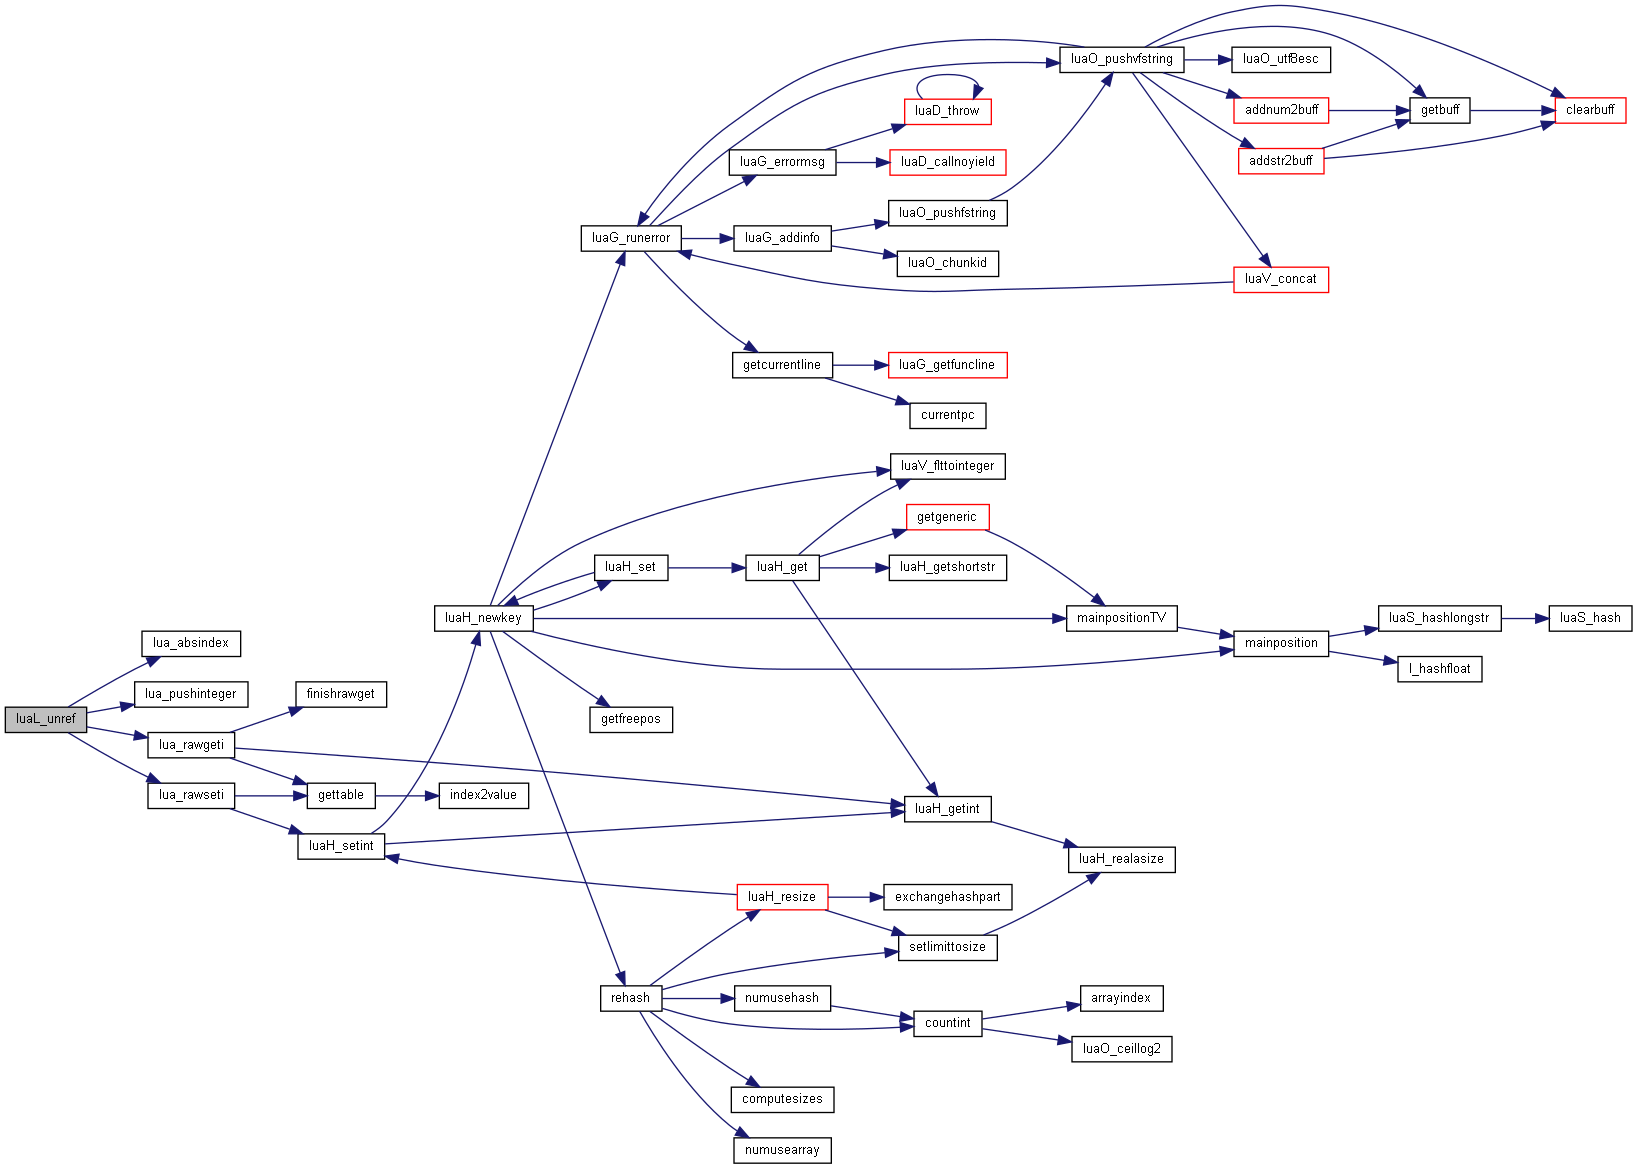 luaO_pushvfstring
luaO_utf8esc
luaD_throw
addnum2buff
getbuff
clearbuff
luaG_errormsg
luaD_callnoyield
addstr2buff
luaO_pushfstring
luaG_runerror
luaG_addinfo
luaO_chunkid
luaV_concat
getcurrentline
luaG_getfuncline
currentpc
luaV_flttointeger
getgeneric
luaH_set
luaH_get
luaH_getshortstr
luaH_newkey
mainpositionTV
luaS_hashlongstr
luaS_hash
lua_absindex
mainposition
l_hashfloat
lua_pushinteger
finishrawget
luaL_unref
getfreepos
lua_rawgeti
lua_rawseti
gettable
index2value
luaH_getint
luaH_setint
luaH_realasize
luaH_resize
exchangehashpart
setlimittosize
rehash
numusehash
arrayindex
countint
luaO_ceillog2
computesizes
numusearray